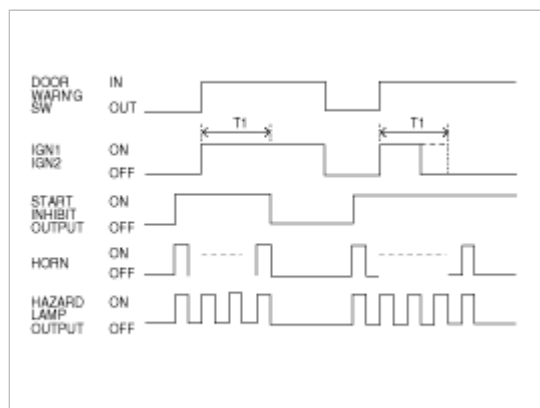 DOOR IN
WARN'G
SW OUT
T1 T1
IGN1 ON
IGN2
OFF
START ON
INHIBIT
OUTPUT OFF
HORN ON
OFF
HAZARD ON
LAMP
OUTPUT OFF